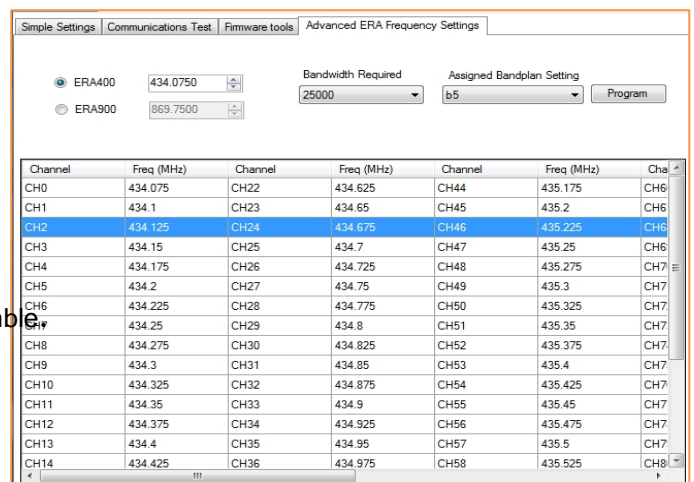 Simple Settings Communications Test Firmware tools Advanced ERA Frequency Settings
Bandwidth Required Assigned Bandplan Setting
ERA400 434.0750 25000 b5 Program
ERA900 869.7500
Channel Freq (MHz) Channel Freq (MHz) Channel Freq (MHz)
CH0 434.075 CH22 434.625 CH44 435.175
CH1 434.1 CH23 434.65 CH45 435.2
CH2 434.125 CH24 434.675 CH46 435.225
CH3 434.15 CH25 434.7 CH47 435.25
CH4 434.175 CH26 434.725 CH48 435.275
CH5 434.2 CH27 434.75 CH49 435.3
CH6 434.225 CH28 434.775 CH50 435.325
434.25 CH29 434.8 CH51 435.35
CH8 434.275 CH30 434.825 CH52 435.375
CH9 434.3 CH31 434.85 CH53 435.4
CH10 434.325 CH32 434.875 CH54 435.425
CH11 434.35 CH33 434.9 CH55 435.45
CH12 434.375 CH34 434.925 CH56 435.475
CH13 434.4 CH35 434.95 CH57 435.5
CH14 434.425 CH36 434.975 CH58 435.525